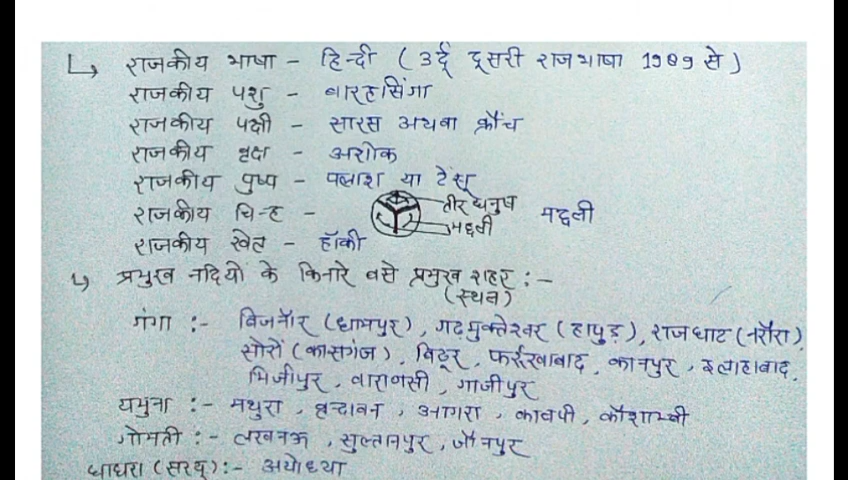 ↳ राजकीय भाषा - हिन्दी ( उर्दू दूसरी राजभाषा 1989 से )
राजकीय पशु - बारहसिंगा
राजकीय पक्षी - सारस अथवा क्रौंच
राजकीय वृक्ष - अशोक
राजकीय पुष्प - पलाश या टेसू
राजकीय चिन्ह - तीर धनुष मछली
मछली
राजकीय खेल - हॉकी
↳ प्रमुख नदियों के किनारे बसे प्रमुख शहर :-
(स्थल)
गंगा :- बिजनौर (धामपुर), गढ़मुक्तेश्वर (हापुड़), राजघाट (नरौरा)
सोरों (कासगंज), बिठूर, फर्रुखाबाद, कानपुर, इलाहाबाद,
मिर्जापुर, वाराणसी, गाजीपुर
यमुना :- मथुरा, वृन्दावन, आगरा, कालपी, कौशाम्बी
गोमती :- लखनऊ, सुल्तानपुर, जौनपुर
घाघरा (सरयू) :- अयोध्या